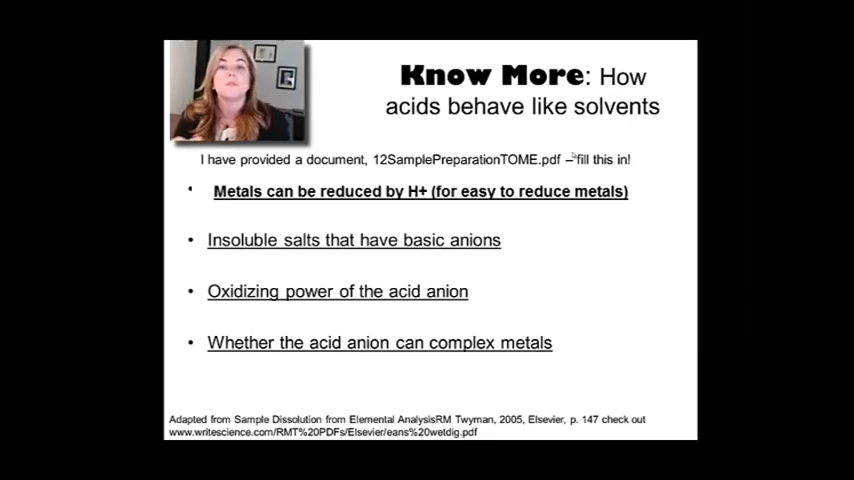 Know More: How
acids behave like solvents
I have provided a document, 12SamplePreparationTOME.pdf – fill this in!
• Metals can be reduced by H+ (for easy to reduce metals)
• Insoluble salts that have basic anions
• Oxidizing power of the acid anion
• Whether the acid anion can complex metals
Adapted from Sample Dissolution from Elemental AnalysisRM Twyman, 2005, Elsevier, p. 147 check out
www.writescience.com/RMT%20PDFs/Elsevier/eans%20wetdig.pdf